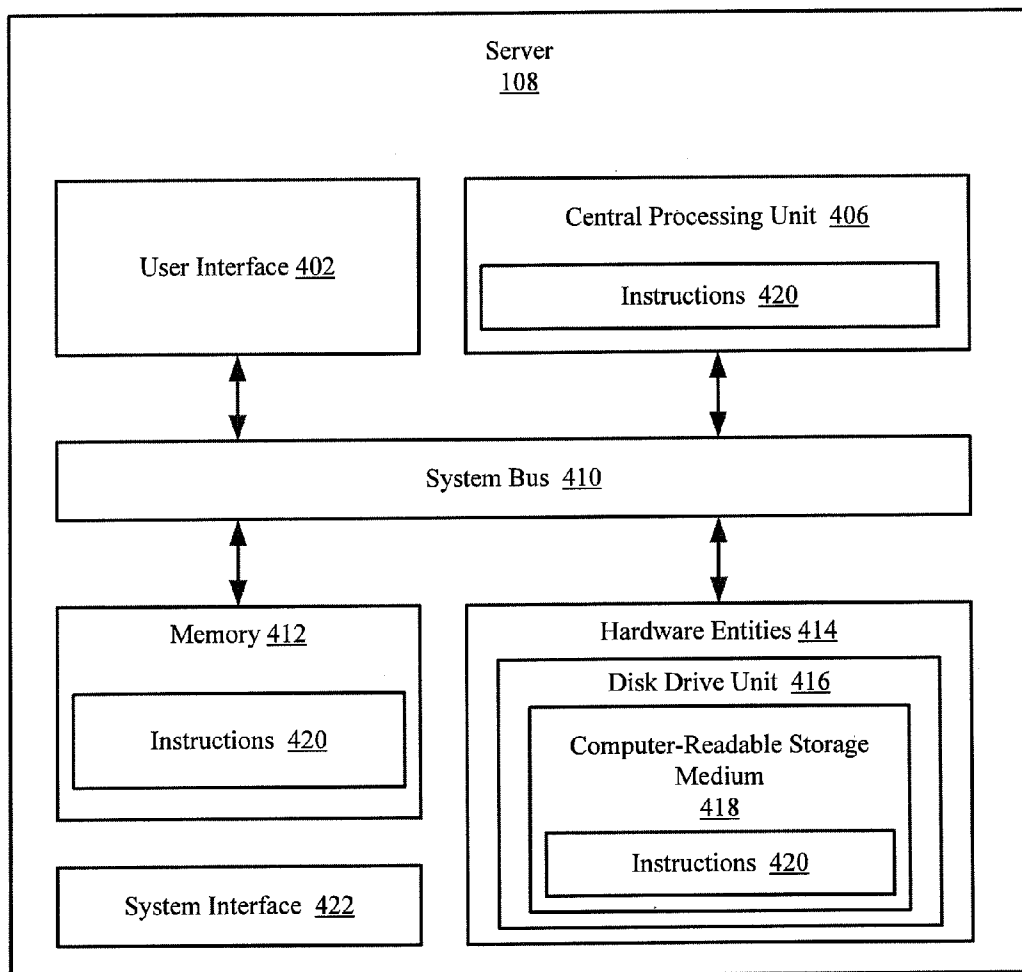 Server
108
User Interface 402
Central Processing Unit 406
Instructions 420
System Bus 410
Memory 412
Instructions 420
Hardware Entities 414
Disk Drive Unit 416
Computer-Readable Storage
Medium
418
Instructions 420
System Interface 422